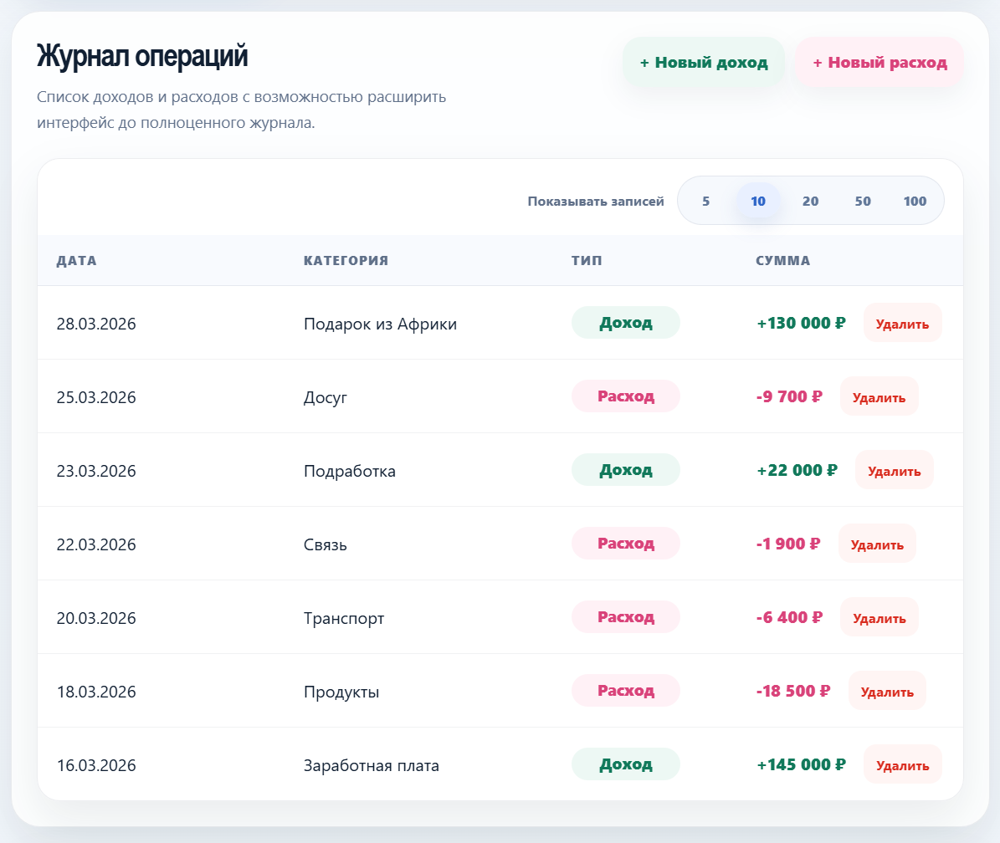 Журнал операций
+ Новый доход
+ Новый расход
Список доходов и расходов с возможностью расширить
интерфейс до полноценного журнала.
Показывать записей 5 10 20 50 100
ДАТА КАТЕГОРИЯ ТИП СУММА
28.03.2026 Подарок из Африки Доход +130 000 ₽ Удалить
25.03.2026 Досуг Расход -9 700 ₽ Удалить
23.03.2026 Подработка Доход +22 000 ₽ Удалить
22.03.2026 Связь Расход -1 900 ₽ Удалить
20.03.2026 Транспорт Расход -6 400 ₽ Удалить
18.03.2026 Продукты Расход -18 500 ₽ Удалить
16.03.2026 Заработная плата Доход +145 000 ₽ Удалить